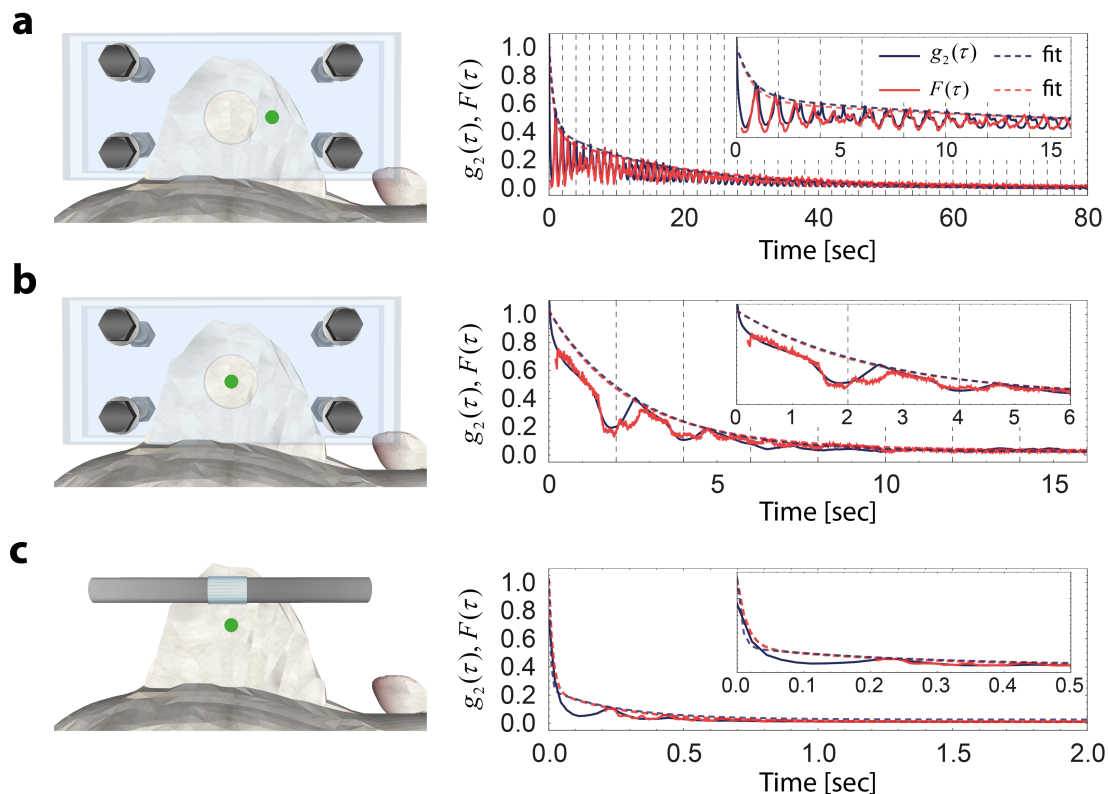 a
g₂(τ), F(τ)
1.0
0.8
0.6
0.4
0.2
0.0
0 20 40 60 80
Time [sec]
g₂(τ) fit
F(τ) fit
0 5 10 15
b
g₂(τ), F(τ)
1.0
0.8
0.6
0.4
0.2
0.0
0 5 10 15
Time [sec]
0 1 2 3 4 5 6
c
g₂(τ), F(τ)
1.0
0.8
0.6
0.4
0.2
0.0
0.0 0.5 1.0 1.5 2.0
Time [sec]
0.0 0.1 0.2 0.3 0.4 0.5